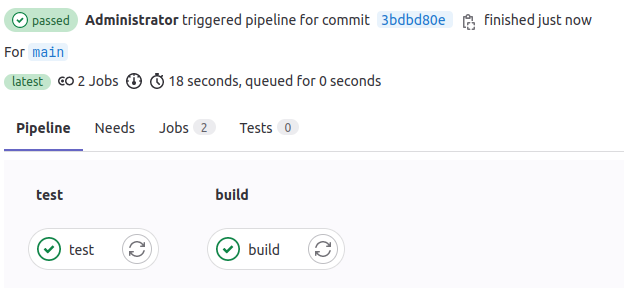 passed Administrator triggered pipeline for commit 3bdbd80e finished just now
For main
latest 2 Jobs 18 seconds, queued for 0 seconds
Pipeline Needs Jobs 2 Tests 0
test build
test build